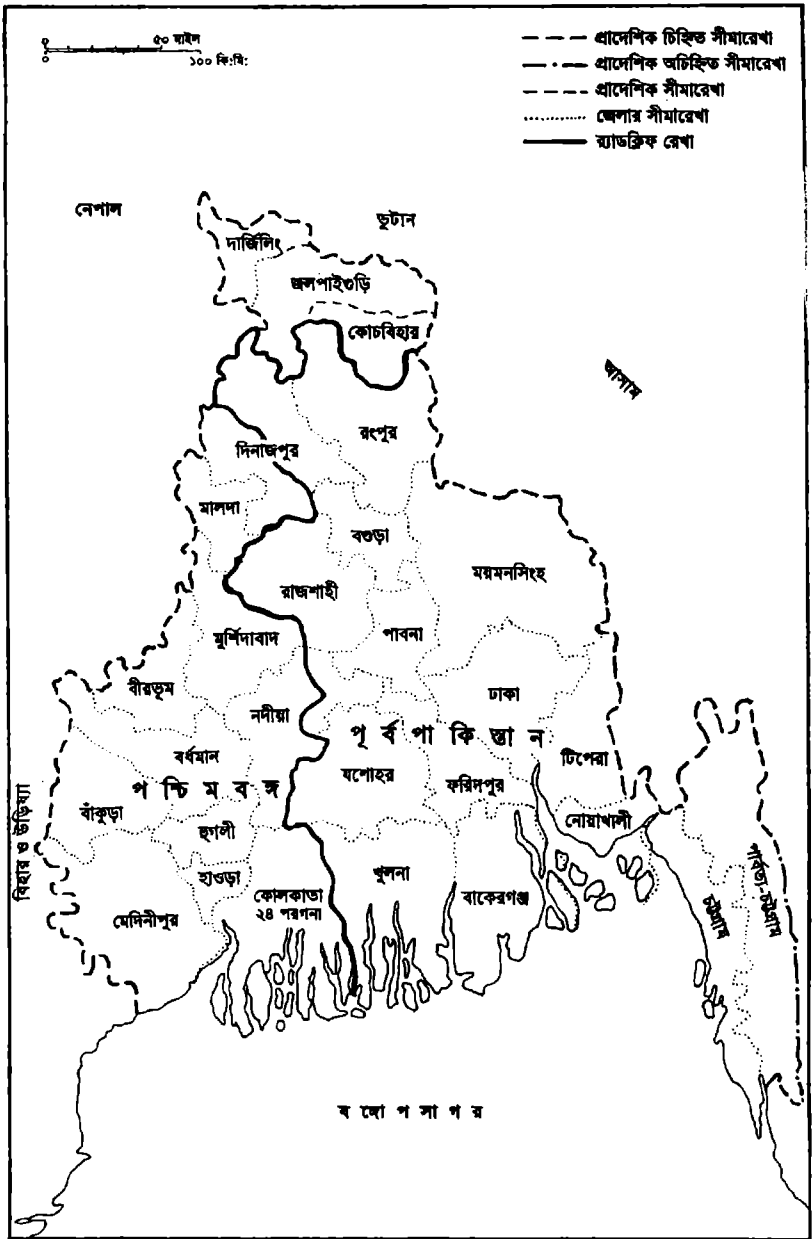 ০ ৫০ মাইল
০ ১০০ কি:মি:
প্রাদেশিক চিহ্নিত সীমারেখা
প্রাদেশিক অচিহ্নিত সীমারেখা
প্রাদেশিক সীমারেখা
জেলার সীমারেখা
র‍্যাডক্লিফ রেখা
নেপাল
ভুটান
দার্জিলিং
জলপাইগুড়ি
কোচবিহার
আসাম
রংপুর
দিনাজপুর
মালদা
বগুড়া
ময়মনসিংহ
রাজশাহী
পাবনা
মুর্শিদাবাদ
বীরভূম
ঢাকা
নদীয়া
পূর্ব পাকিস্তান
বর্ধমান
টিপেরা
যশোহর
ফরিদপুর
পশ্চিমবঙ্গ
বাঁকুড়া
নোয়াখালী
হুগলী
বিহার ও উড়িষ্যা
হাওড়া
খুলনা
কোলকাতা
২৪ পরগনা
বাকেরগঞ্জ
মেদিনীপুর
চট্টগ্রাম
পার্বত্য-চট্টগ্রাম
বঙ্গোপসাগর